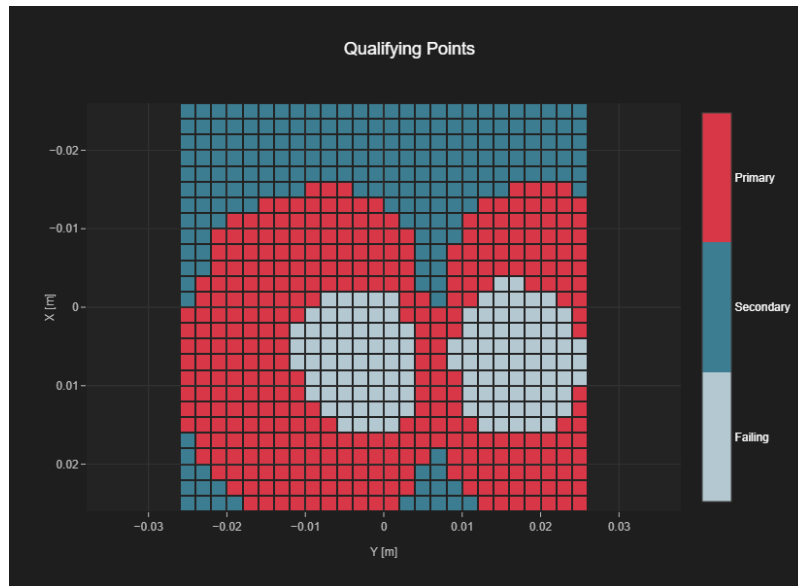 Qualifying Points
−0.02
−0.01
0
0.01
0.02
X [m]
−0.03
−0.02
−0.01
0
0.01
0.02
0.03
Y [m]
Primary
Secondary
Failing